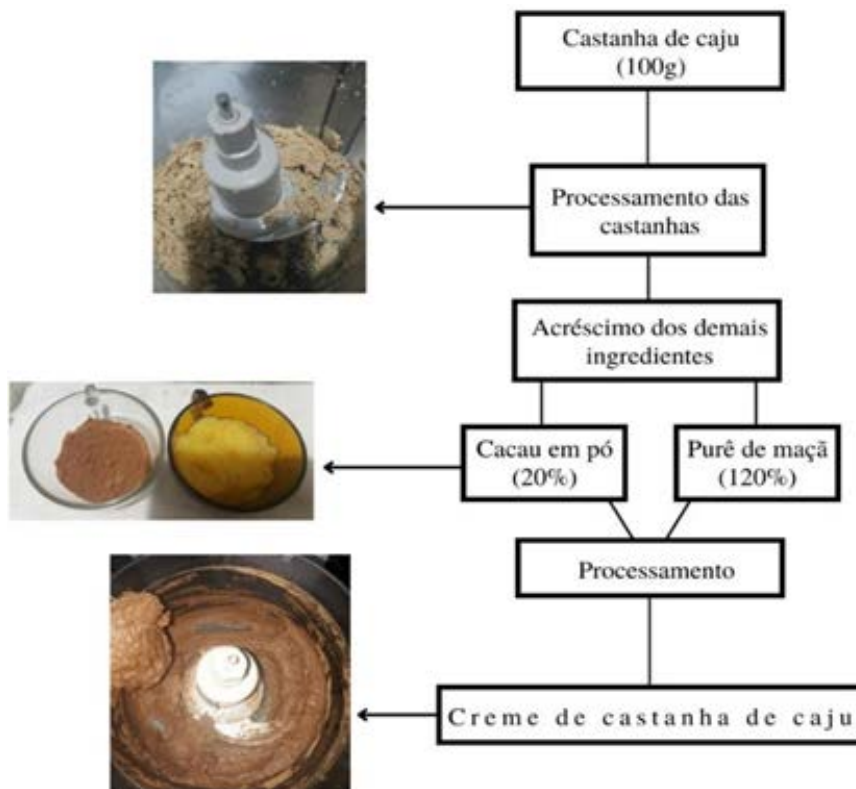 Castanha de caju
(100g)
Processamento das
castanhas
Acréscimo dos demais
ingredientes
Cacau em pó
(20%)
Purê de maçã
(120%)
Processamento
Creme de castanha de caju